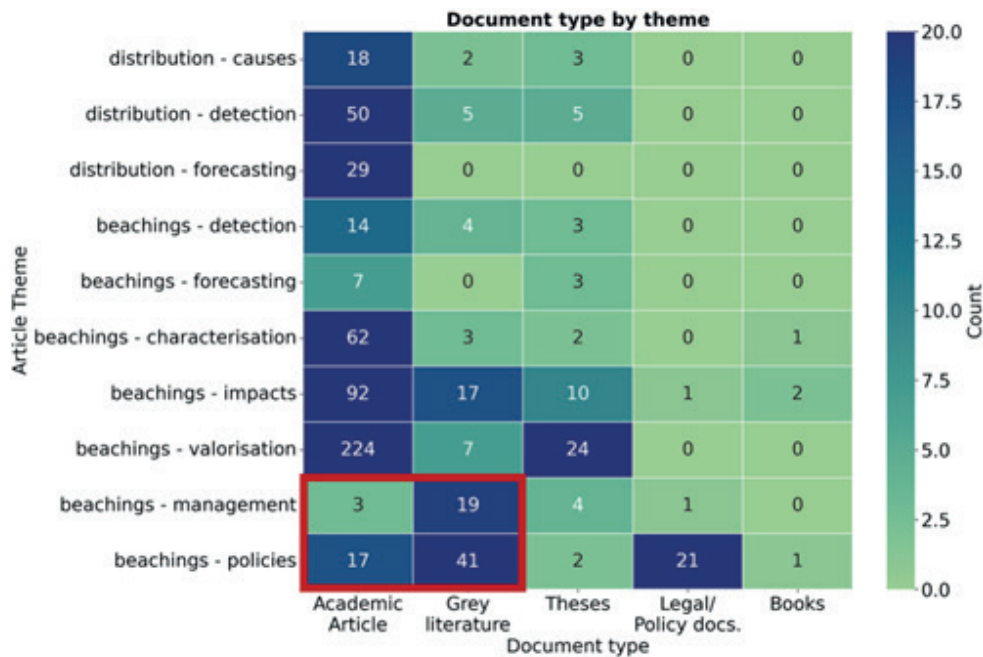 Document type by theme
distribution - causes 18 2 3 0 0
distribution - detection 50 5 5 0 0
distribution - forecasting 29 0 0 0 0
beachings - detection 14 4 3 0 0
beachings - forecasting 7 0 3 0 0
beachings - characterisation 62 3 2 0 1
beachings - impacts 92 17 10 1 2
beachings - valorisation 224 7 24 0 0
beachings - management 3 19 4 1 0
beachings - policies 17 41 2 21 1
Academic Article
Grey literature
Theses
Legal/
Policy docs.
Books
Document type
Article Theme
20.0
17.5
15.0
12.5
10.0
7.5
5.0
2.5
0.0
Count